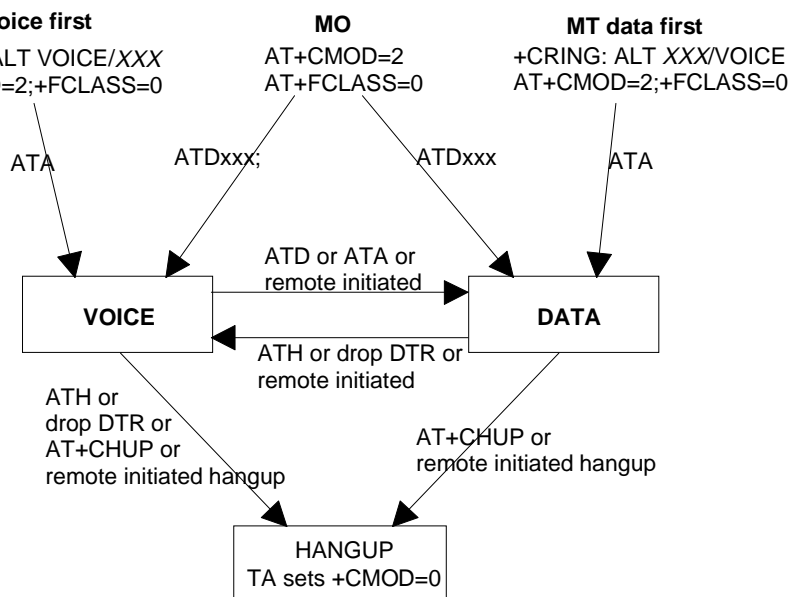 oice first
ALT VOICE/XXX
=2;+FCLASS=0
MO
AT+CMOD=2
AT+FCLASS=0
MT data first
+CRING: ALT XXX/VOICE
AT+CMOD=2;+FCLASS=0
ATA
ATDxxx;
ATDxxx
ATA
ATD or ATA or
remote initiated
VOICE
DATA
ATH or drop DTR or
remote initiated
ATH or
drop DTR or
AT+CHUP or
remote initiated hangup
AT+CHUP or
remote initiated hangup
HANGUP
TA sets +CMOD=0